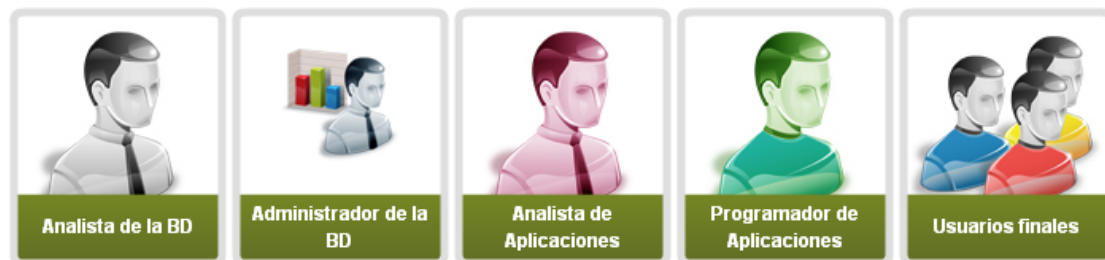 Analista de la BD
Administrador de la
BD
Analista de
Aplicaciones
Programador de
Aplicaciones
Usuarios finales